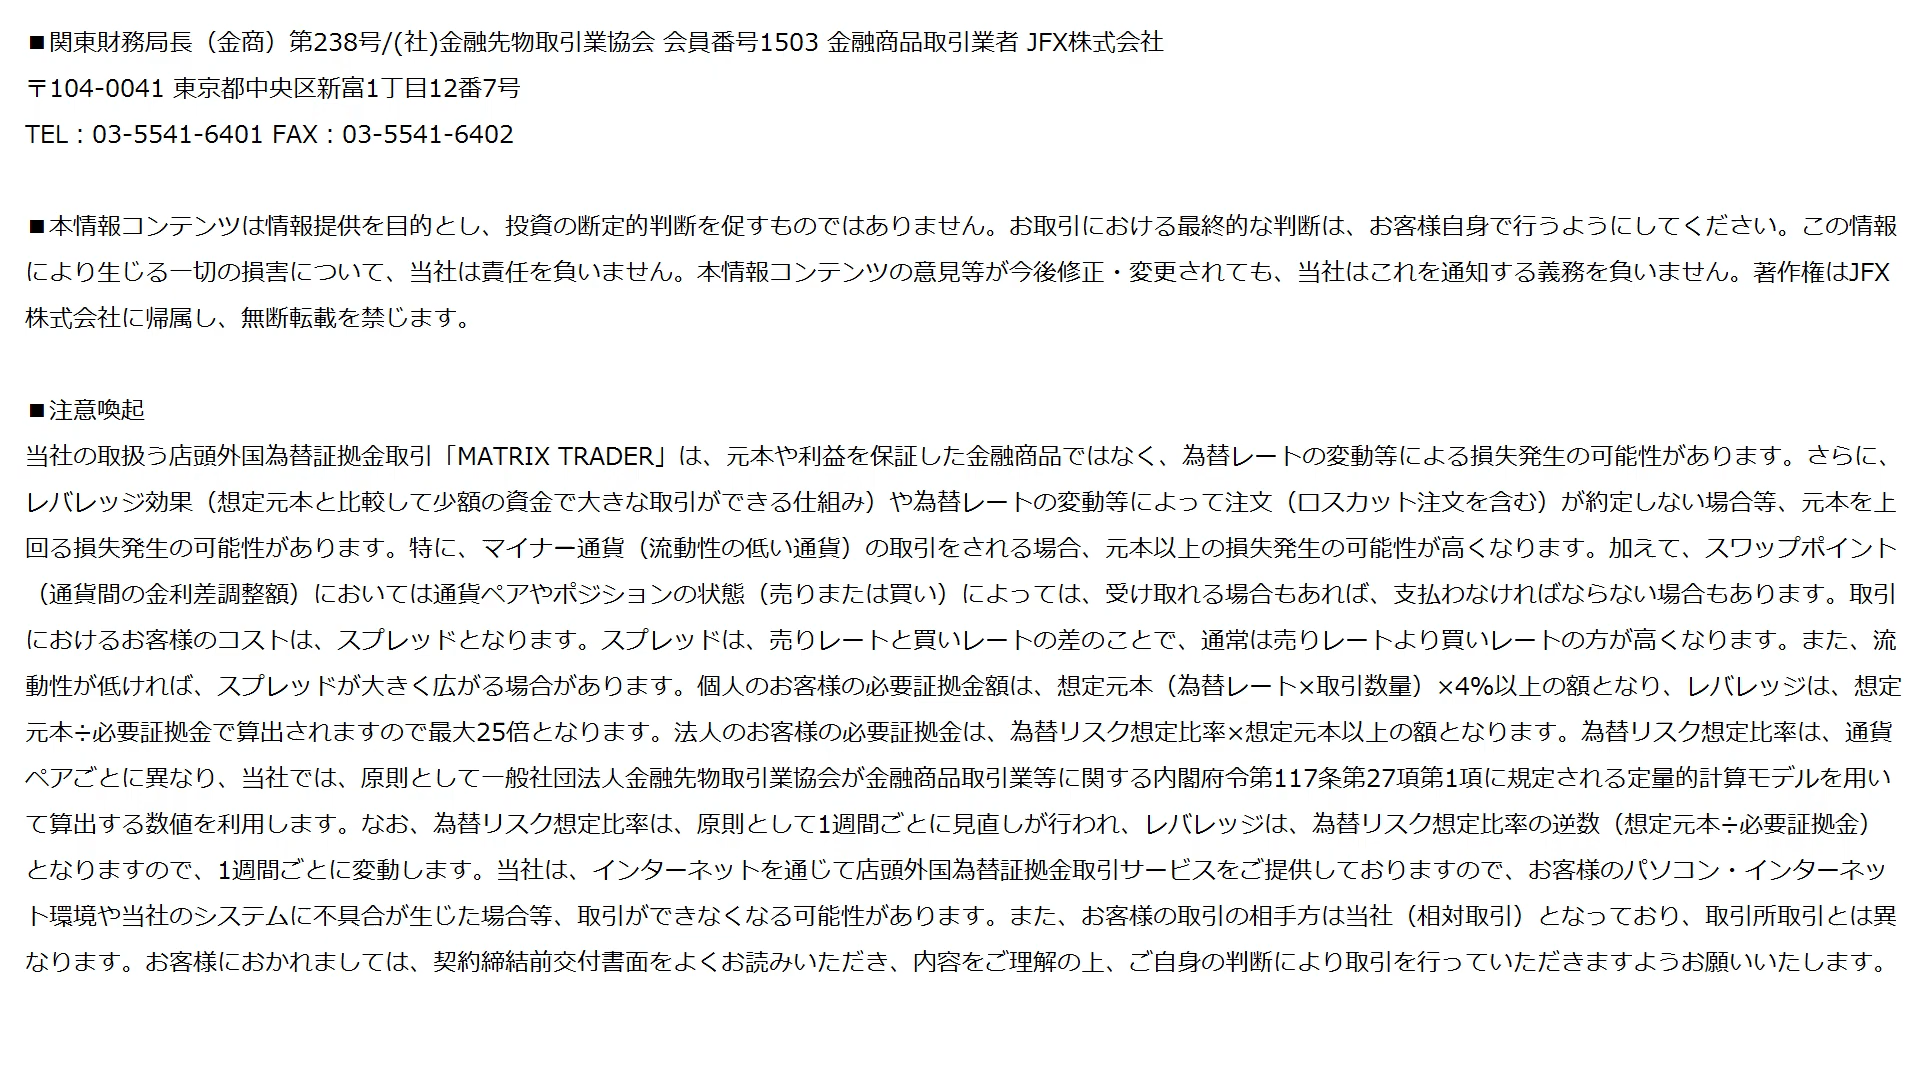 ■関東財務局長（金商）第238号/(社)金融先物取引業協会 会員番号1503 金融商品取引業者 JFX株式会社
〒104-0041 東京都中央区新富1丁目12番7号
TEL：03-5541-6401 FAX：03-5541-6402
■本情報コンテンツは情報提供を目的とし、投資の断定的判断を促すものではありません。お取引における最終的な判断は、お客様自身で行うようにしてください。この情報
により生じる一切の損害について、当社は責任を負いません。本情報コンテンツの意見等が今後修正・変更されても、当社はこれを通知する義務を負いません。著作権はJFX
株式会社に帰属し、無断転載を禁じます。
■注意喚起
当社の取扱う店頭外国為替証拠金取引「MATRIX TRADER」は、元本や利益を保証した金融商品ではなく、為替レートの変動等による損失発生の可能性があります。さらに、
レバレッジ効果（想定元本と比較して少額の資金で大きな取引ができる仕組み）や為替レートの変動等によって注文（ロスカット注文を含む）が約定しない場合等、元本を上
回る損失発生の可能性があります。特に、マイナー通貨（流動性の低い通貨）の取引をされる場合、元本以上の損失発生の可能性が高くなります。加えて、スワップポイント
（通貨間の金利差調整額）においては通貨ペアやポジションの状態（売りまたは買い）によっては、受け取れる場合もあれば、支払わなければならない場合もあります。取引
におけるお客様のコストは、スプレッドとなります。スプレッドは、売りレートと買いレートの差のことで、通常は売りレートより買いレートの方が高くなります。また、流
動性が低ければ、スプレッドが大きく広がる場合があります。個人のお客様の必要証拠金額は、想定元本（為替レート×取引数量）×4%以上の額となり、レバレッジは、想定
元本÷必要証拠金で算出されますので最大25倍となります。法人のお客様の必要証拠金は、為替リスク想定比率×想定元本以上の額となります。為替リスク想定比率は、通貨
ペアごとに異なり、当社では、原則として一般社団法人金融先物取引業協会が金融商品取引業等に関する内閣府令第117条第27項第1項に規定される定量的計算モデルを用い
て算出する数値を利用します。なお、為替リスク想定比率は、原則として1週間ごとに見直しが行われ、レバレッジは、為替リスク想定比率の逆数（想定元本÷必要証拠金）
となりますので、1週間ごとに変動します。当社は、インターネットを通じて店頭外国為替証拠金取引サービスをご提供しておりますので、お客様のパソコン・インターネッ
ト環境や当社のシステムに不具合が生じた場合等、取引ができなくなる可能性があります。また、お客様の取引の相手方は当社（相対取引）となっており、取引所取引とは異
なります。お客様におかれましては、契約締結前交付書面をよくお読みいただき、内容をご理解の上、ご自身の判断により取引を行っていただきますようお願いいたします。